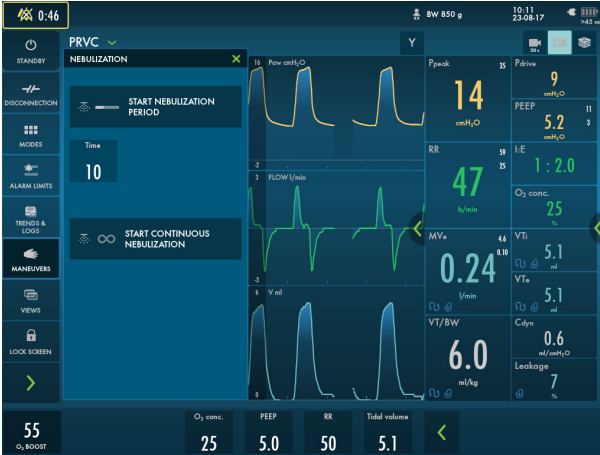 0:46
BW 850 g
10:11
23-08-17
>45 m
STANDBY
DISCONNECTION
MODES
ALARM LIMITS
TRENDS &
LOGS
MANEUVERS
VIEWS
LOCK SCREEN
55
O₂ BOOST
PRVC
Y
30 s
NEBULIZATION
START NEBULIZATION
PERIOD
Time
10
START CONTINUOUS
NEBULIZATION
16 Paw cmH₂O
-2
3 FLOW l/min
-3
6 V ml
0
Ppeak 35
14
cmH₂O
Pdrive
9
cmH₂O
PEEP 11
5.2 3
cmH₂O
RR 59
25
47
b/min
I:E
1 : 2.0
O₂ conc.
25
%
MVe 4.6
0.10
0.24
l/min
VTi
5.1
ml
VTe
5.1
ml
VT/BW
6.0
ml/kg
Cdyn
0.6
ml/cmH₂O
Leakage
7
%
O₂ conc.
25
PEEP
5.0
RR
50
Tidal volume
5.1